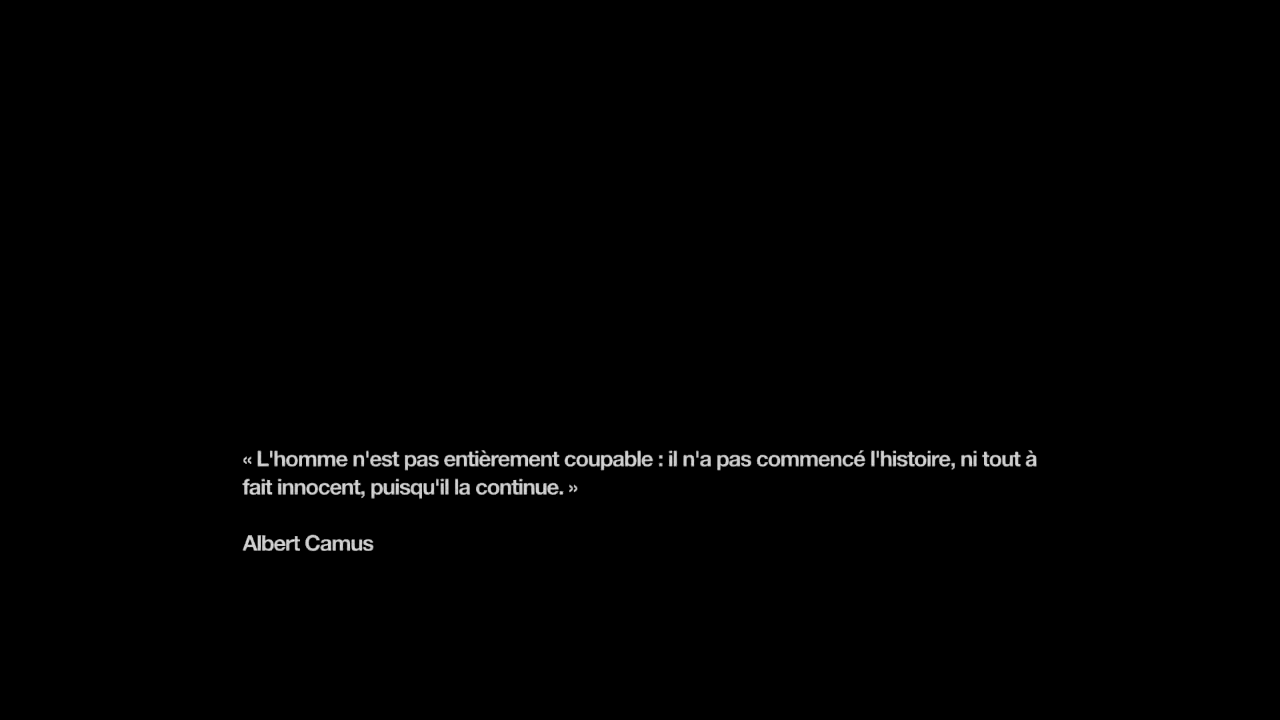 « L'homme n'est pas entièrement coupable : il n'a pas commencé l'histoire, ni tout à
fait innocent, puisqu'il la continue. »
Albert Camus